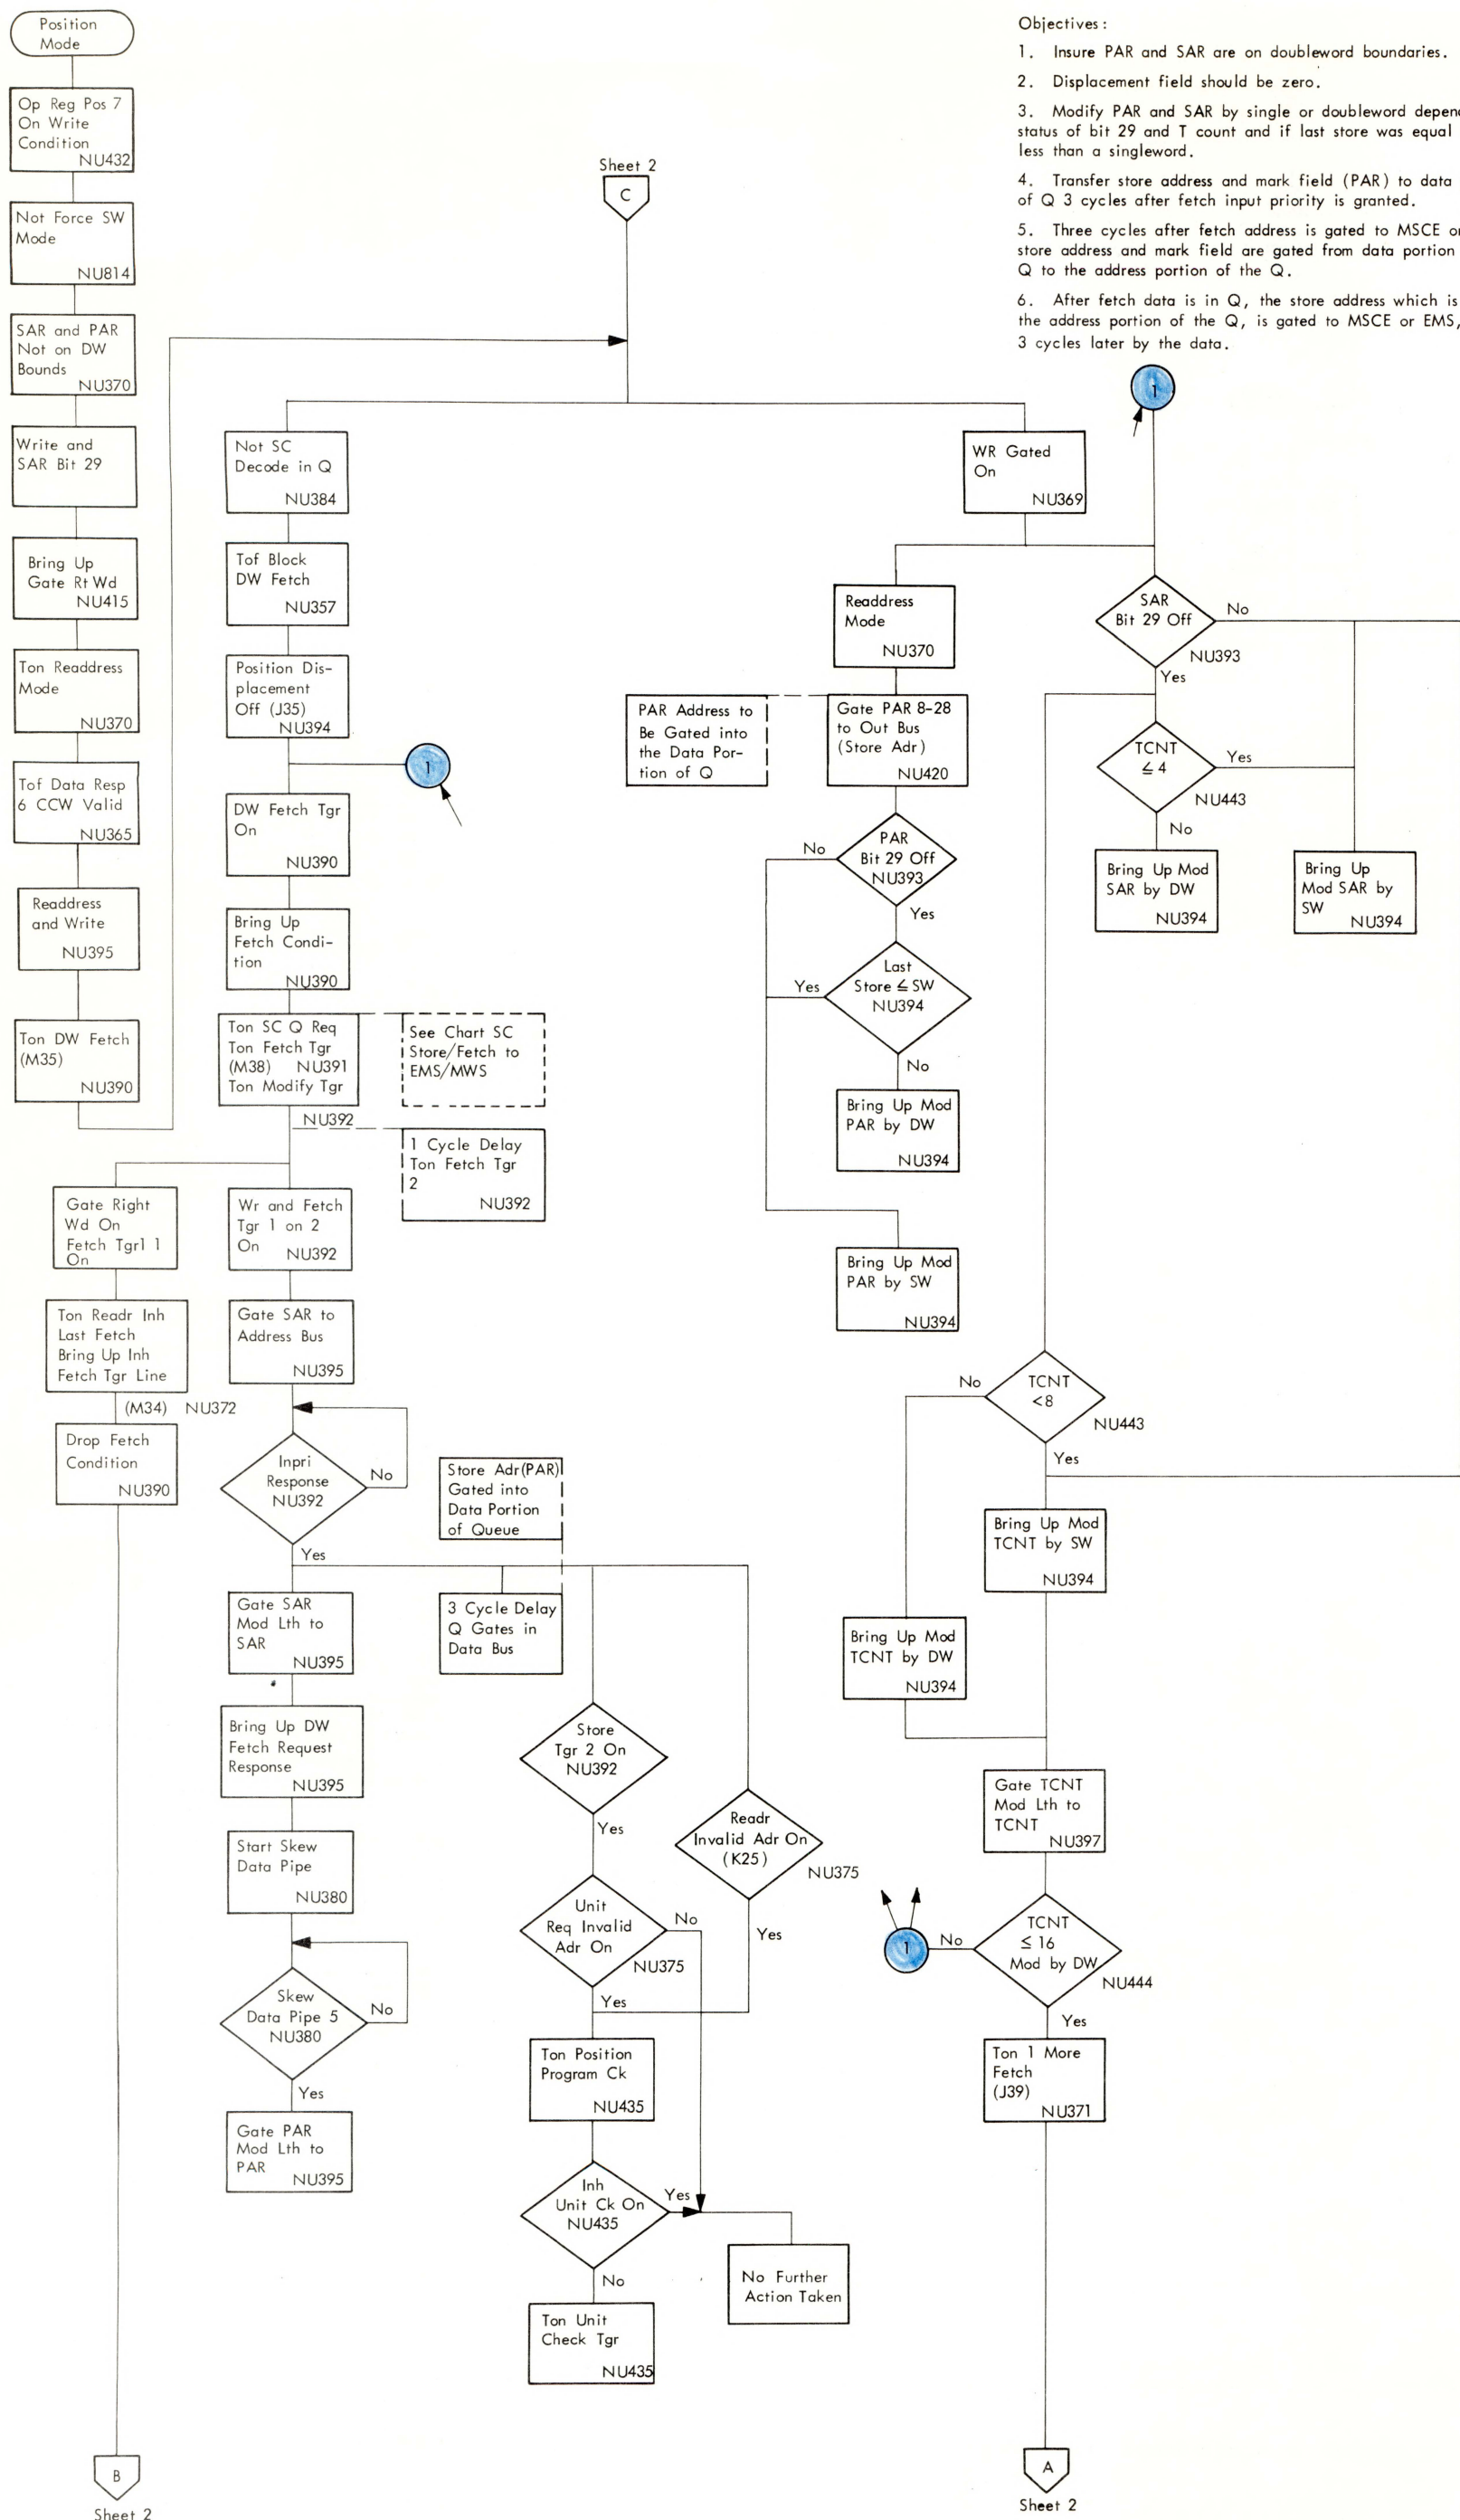 Position
Mode
Op Reg Pos 7
On Write
Condition
NU432
Not Force SW
Mode
NU814
SAR and PAR
Not on DW
Bounds
NU370
Write and
SAR Bit 29
Bring Up
Gate Rt Wd
NU415
Ton Readdress
Mode
NU370
Tof Data Resp
6 CCW Valid
NU365
Readdress
and Write
NU395
Ton DW Fetch
(M35)
NU390
Objectives:
1. Insure PAR and SAR are on doubleword boundaries.
2. Displacement field should be zero.
3. Modify PAR and SAR by single or doubleword depend
status of bit 29 and T count and if last store was equal
less than a singleword.
4. Transfer store address and mark field (PAR) to data
of Q 3 cycles after fetch input priority is granted.
5. Three cycles after fetch address is gated to MSCE or
store address and mark field are gated from data portion
Q to the address portion of the Q.
6. After fetch data is in Q, the store address which is
the address portion of the Q, is gated to MSCE or EMS,
3 cycles later by the data.
Sheet 2
C
Not SC
Decode in Q
NU384
Tof Block
DW Fetch
NU357
Position Dis-
placement
Off (J35)
NU394
1
DW Fetch Tgr
On
NU390
Bring Up
Fetch Condi-
tion
NU390
Ton SC Q Req
Ton Fetch Tgr
(M38) NU391
Ton Modify Tgr
NU392
See Chart SC
Store/Fetch to
EMS/MWS
1 Cycle Delay
Ton Fetch Tgr
2
NU392
Gate Right
Wd On
Fetch Tgr1 1
On
Ton Readr Inh
Last Fetch
Bring Up Inh
Fetch Tgr Line
(M34) NU372
Drop Fetch
Condition
NU390
B
Sheet 2
Wr and Fetch
Tgr 1 on 2
On
NU392
Gate SAR to
Address Bus
NU395
Inpri
Response
NU392
No
Yes
Gate SAR
Mod Lth to
SAR
NU395
Bring Up DW
Fetch Request
Response
NU395
Start Skew
Data Pipe
NU380
Skew
Data Pipe 5
NU380
No
Yes
Gate PAR
Mod Lth to
PAR
NU395
Store Adr(PAR)
Gated into
Data Portion
of Queue
3 Cycle Delay
Q Gates in
Data Bus
Store
Tgr 2 On
NU392
Yes
Unit
Req Invalid
Adr On
NU375
No
Yes
Readr
Invalid Adr On
(K25)
NU375
Yes
Ton Position
Program Ck
NU435
Inh
Unit Ck On
NU435
Yes
No
No Further
Action Taken
Ton Unit
Check Tgr
NU435
WR Gated
On
NU369
Readdress
Mode
NU370
PAR Address to
Be Gated into
the Data Por-
tion of Q
Gate PAR 8-28
to Out Bus
(Store Adr)
NU420
PAR
Bit 29 Off
NU393
No
Yes
Last
Store ≤ SW
NU394
Yes
No
Bring Up Mod
PAR by DW
NU394
Bring Up Mod
PAR by SW
NU394
1
SAR
Bit 29 Off
NU393
No
Yes
TCNT
≤ 4
NU443
Yes
No
Bring Up Mod
SAR by DW
NU394
Bring Up
Mod SAR by
SW
NU394
TCNT
<8
NU443
No
Yes
Bring Up Mod
TCNT by SW
NU394
Bring Up Mod
TCNT by DW
NU394
Gate TCNT
Mod Lth to
TCNT
NU397
TCNT
≤ 16
Mod by DW
NU444
1
No
Yes
Ton 1 More
Fetch
(J39)
NU371
A
Sheet 2